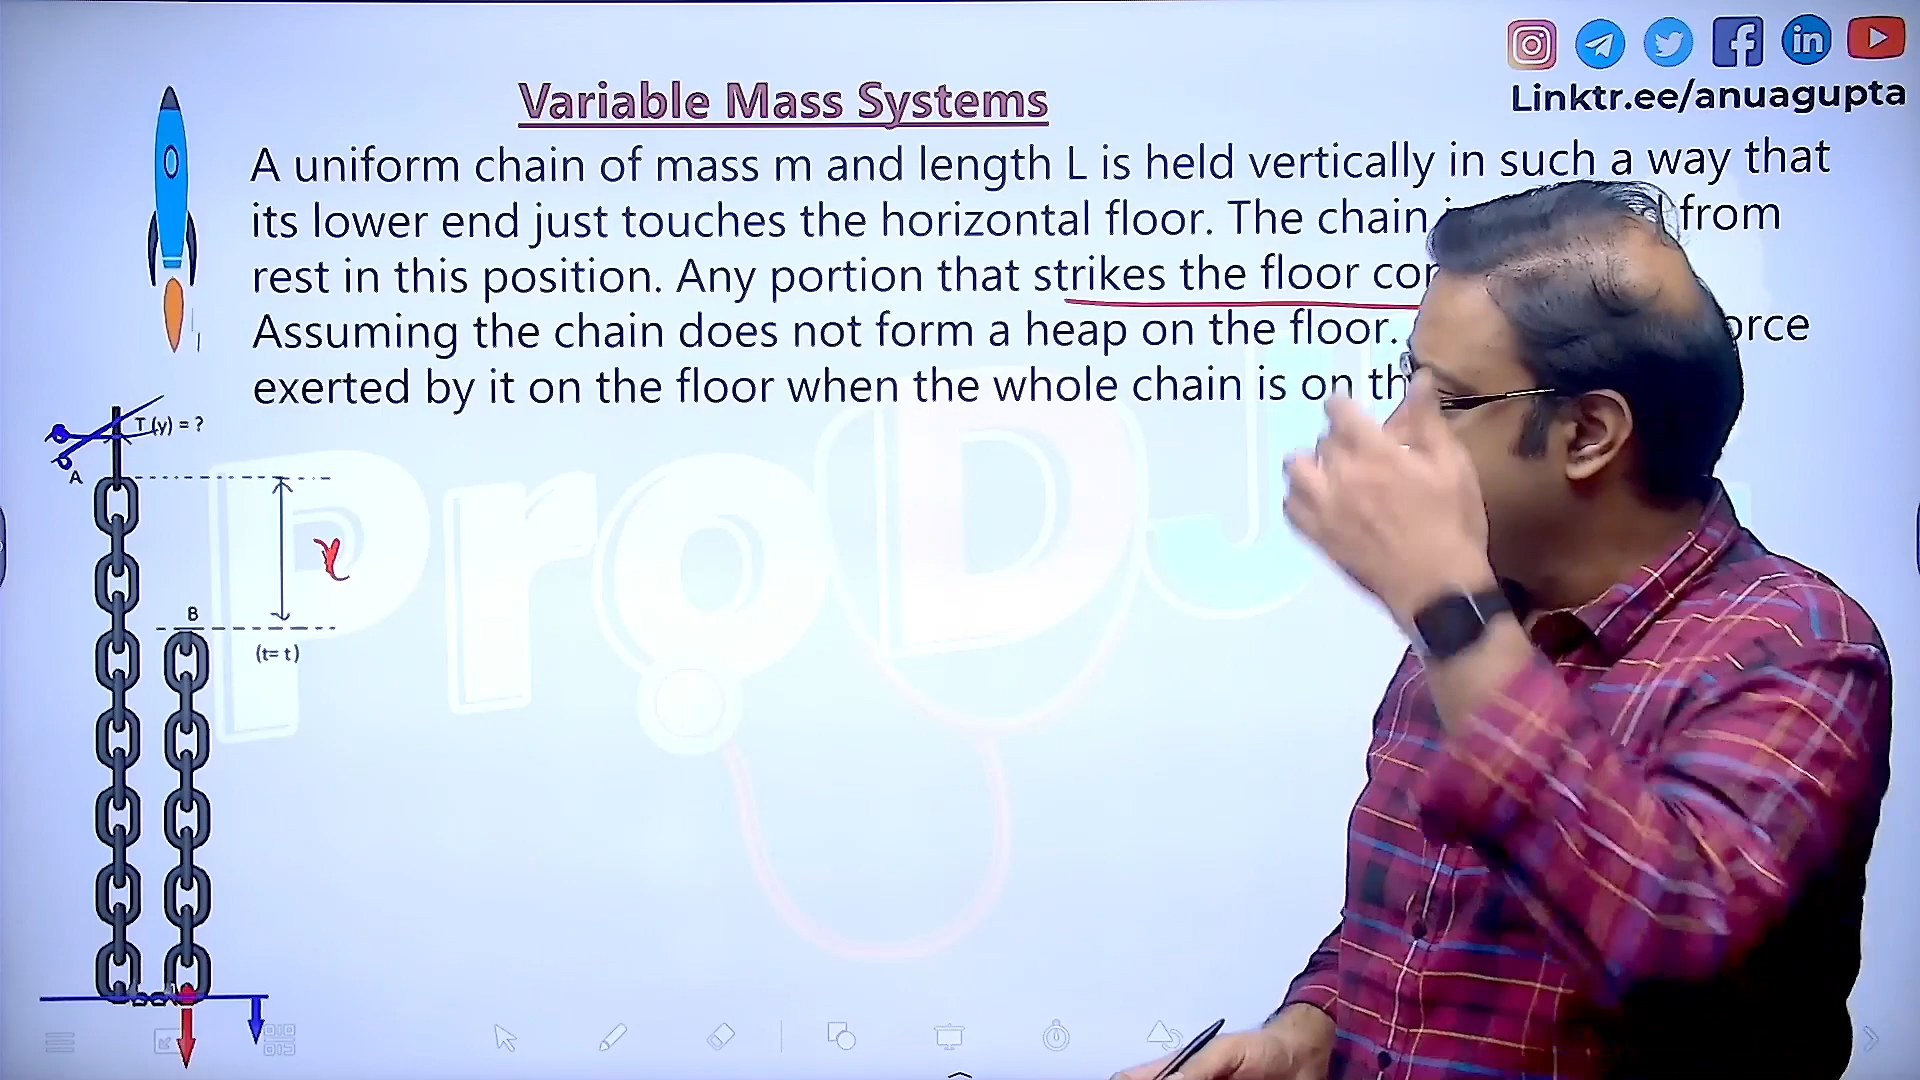 Linktr.ee/anuagupta
Variable Mass Systems
A uniform chain of mass m and length L is held vertically in such a way that
its lower end just touches the horizontal floor. The chain from
rest in this position. Any portion that strikes the floor
Assuming the chain does not form a heap on the floor.
exerted by it on the floor when the whole chain is on
T (y) = ?
A
x
B
(t= t)
ProDJ